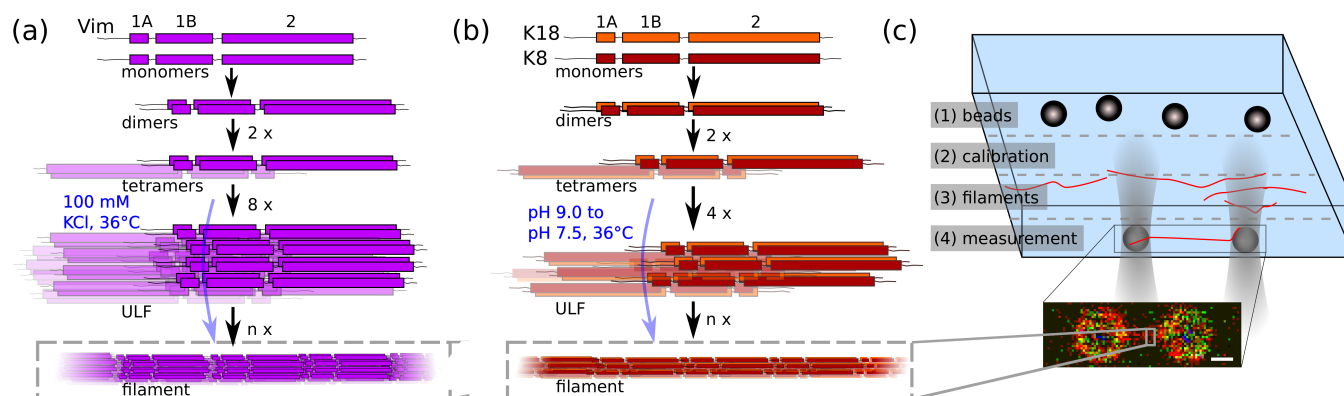 (a)
Vim
1A 1B 2
monomers
dimers
2 x
tetramers
100 mM
KCl, 36°C
8 x
ULF
n x
filament
(b)
1A 1B 2
K18
K8
monomers
dimers
2 x
tetramers
pH 9.0 to
pH 7.5, 36°C
4 x
ULF
n x
filament
(c)
(1) beads
(2) calibration
(3) filaments
(4) measurement